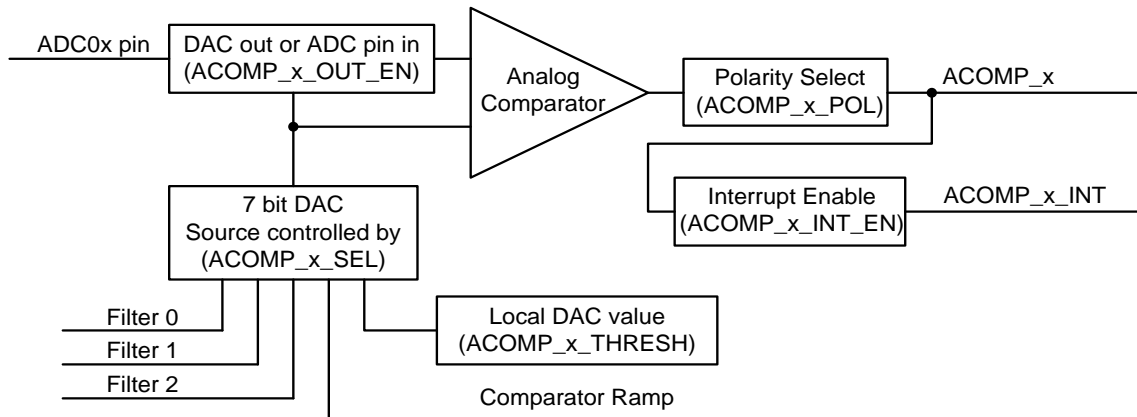 ADC0x pin
DAC out or ADC pin in
(ACOMP_x_OUT_EN)
Analog
Comparator
Polarity Select
(ACOMP_x_POL)
ACOMP_x
Interrupt Enable
(ACOMP_x_INT_EN)
ACOMP_x_INT
7 bit DAC
Source controlled by
(ACOMP_x_SEL)
Local DAC value
(ACOMP_x_THRESH)
Filter 0
Filter 1
Filter 2
Comparator Ramp